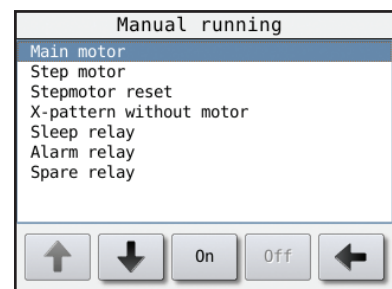 Manual running
Main motor
Step motor
Stepmotor reset
X-pattern without motor
Sleep relay
Alarm relay
Spare relay
On Off